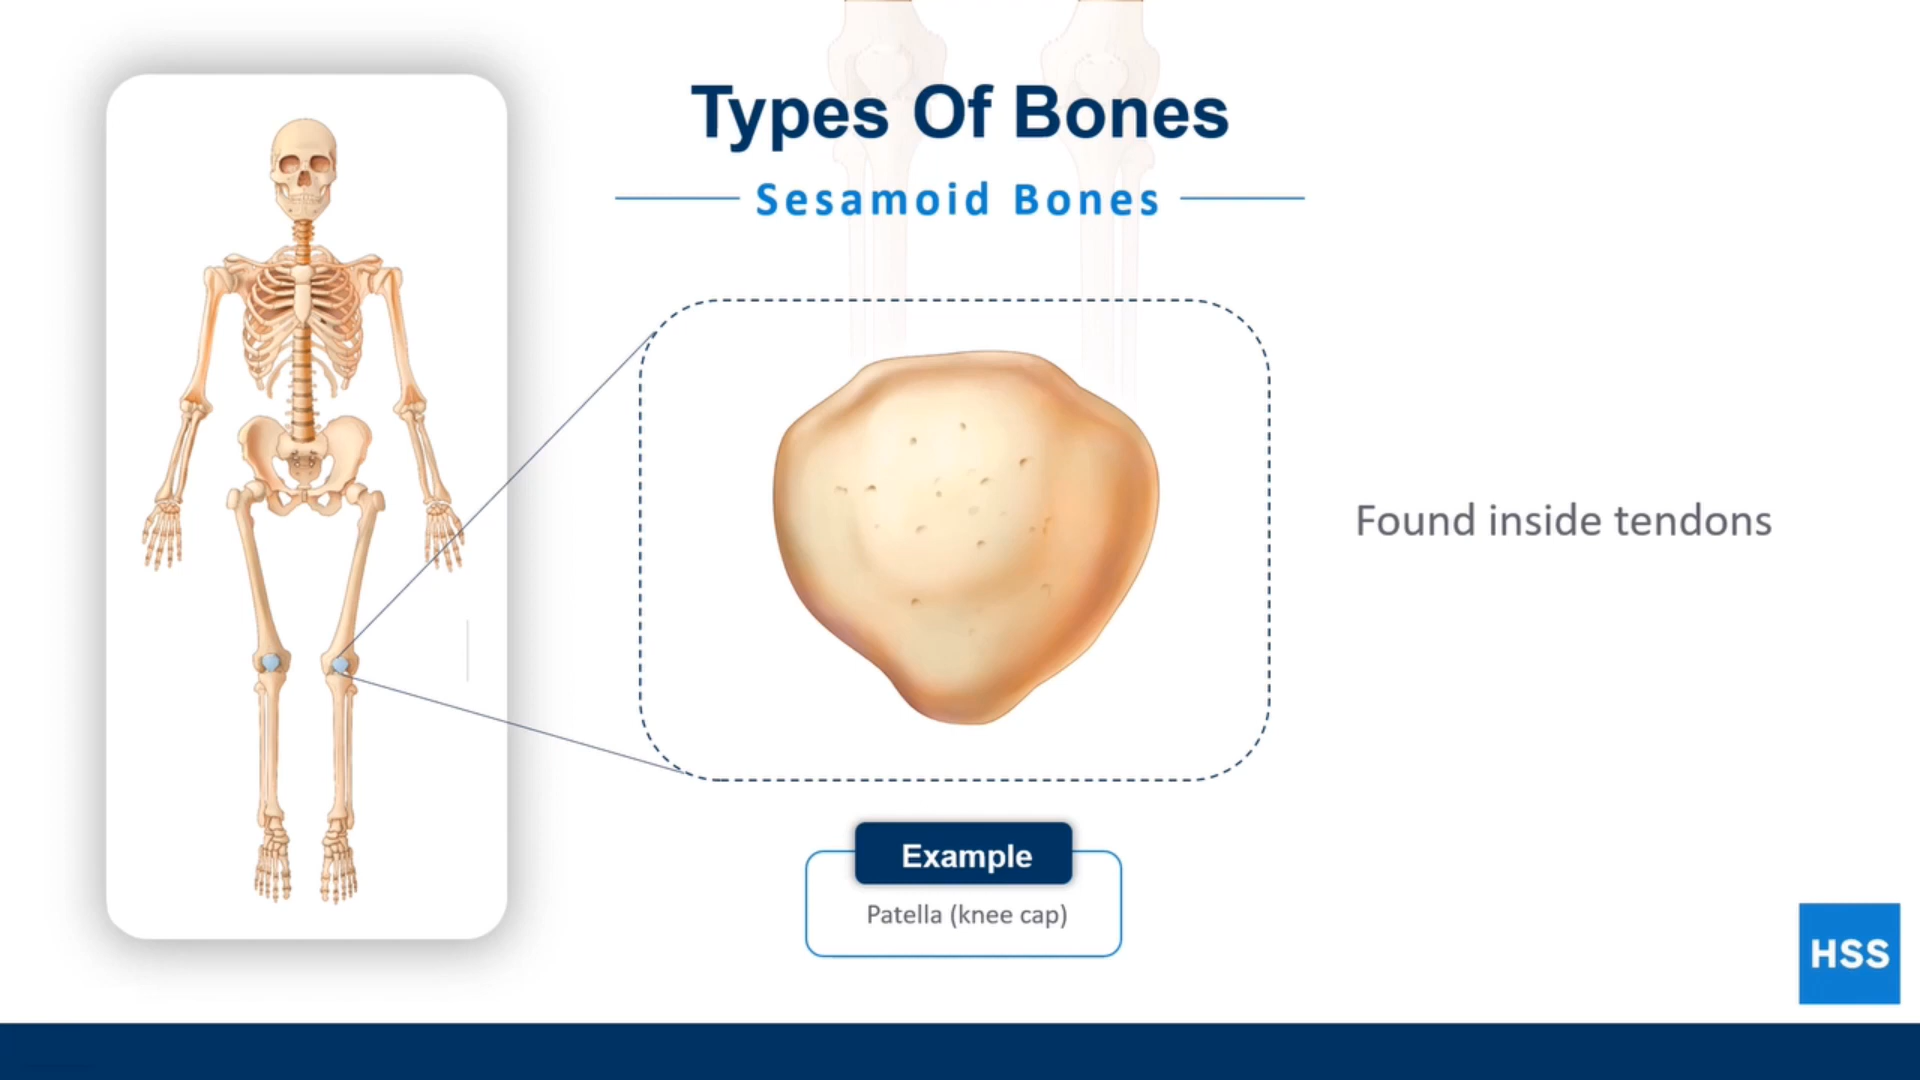 Types Of Bones
Sesamoid Bones
Found inside tendons
Example
Patella (knee cap)
HSS